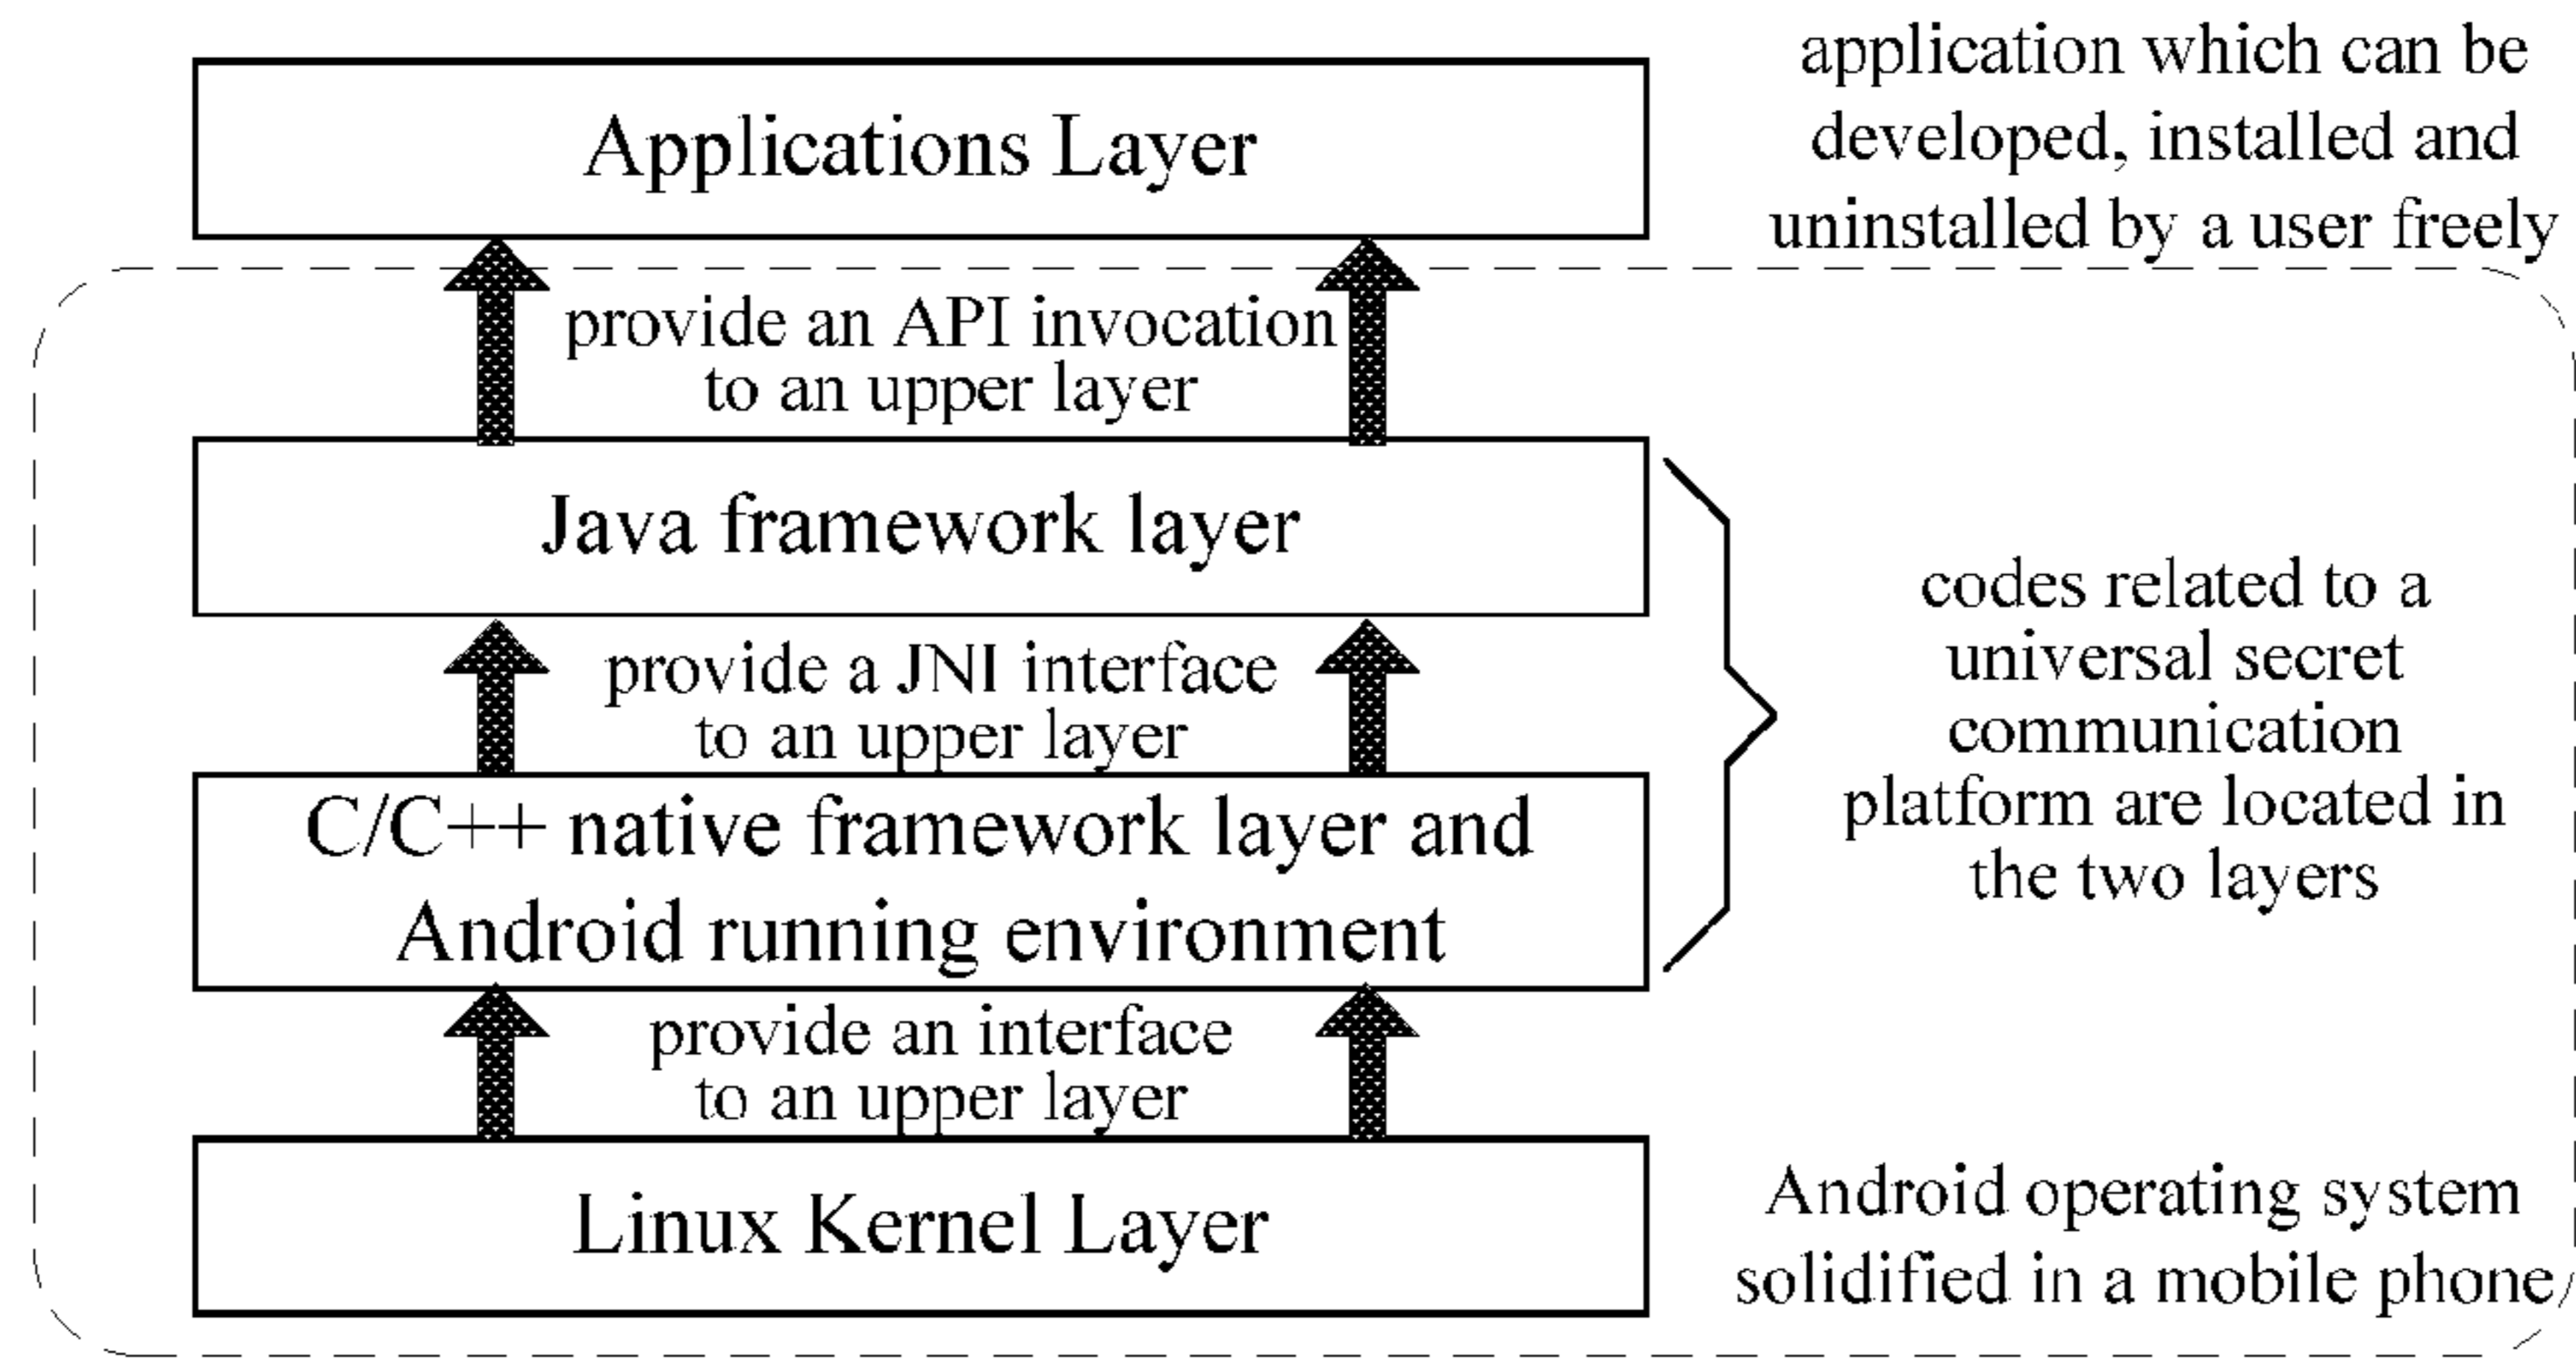 application which can be
developed, installed and
uninstalled by a user freely
Applications Layer
provide an API invocation
to an upper layer
Java framework layer
provide a JNI interface
to an upper layer
C/C++ native framework layer and
Android running environment
codes related to a
universal secret
communication
platform are located in
the two layers
provide an interface
to an upper layer
Linux Kernel Layer
Android operating system
solidified in a mobile phone